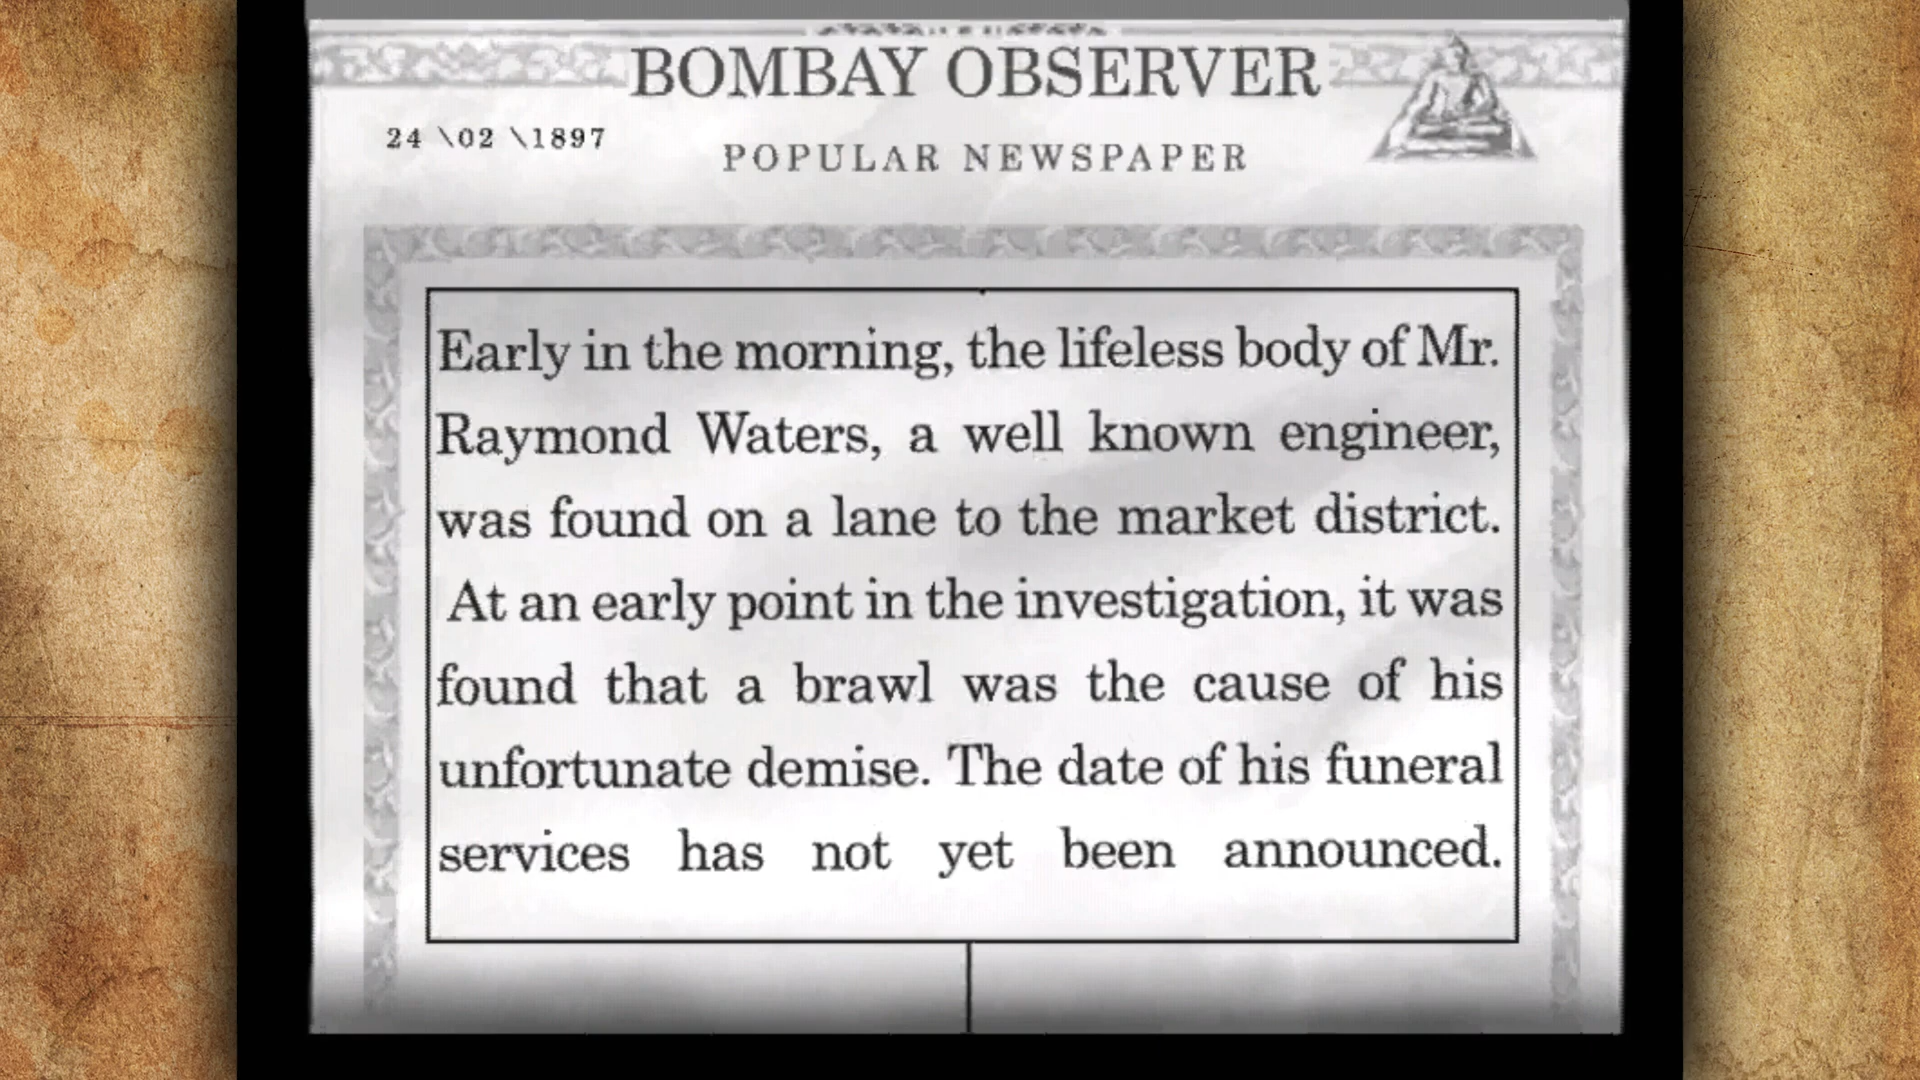 BOMBAY OBSERVER
24 \02 \1897
POPULAR NEWSPAPER
Early in the morning, the lifeless body of Mr.
Raymond Waters, a well known engineer,
was found on a lane to the market district.
At an early point in the investigation, it was
found that a brawl was the cause of his
unfortunate demise. The date of his funeral
services has not yet been announced.